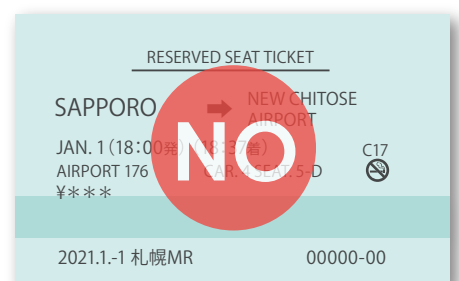 RESERVED SEAT TICKET
SAPPORO ➡ NEW CHITOSE AIRPORT
JAN. 1 (18:00発) (18:37着)
C17
AIRPORT 176 CAR. 4 SEAT. 5-D
¥***
NO
2021.1.-1 札幌MR 00000-00